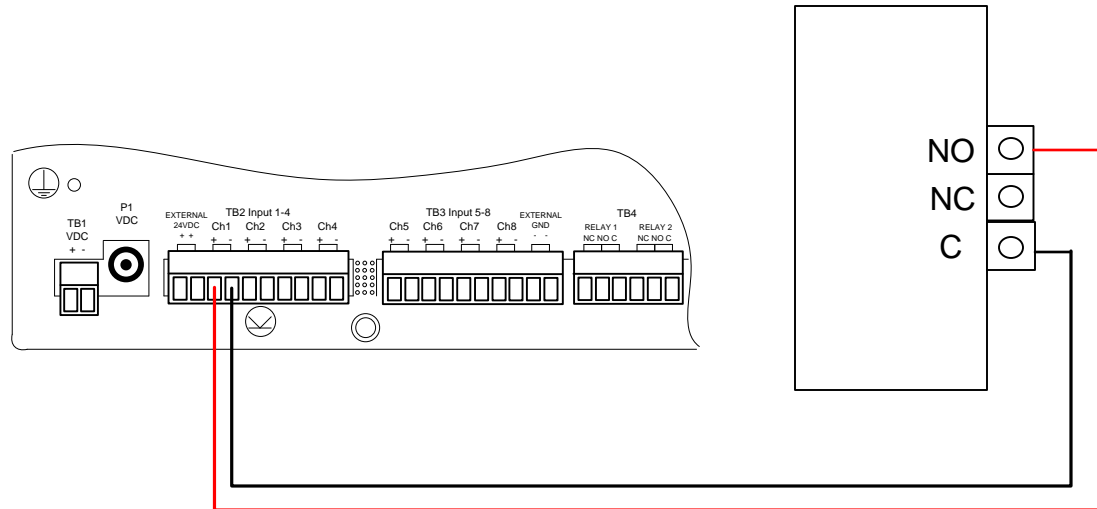 NO
NC
C
TB1
VDC
+ -
P1
VDC
EXTERNAL
24VDC
+ +
TB2 Input 1-4
Ch1 Ch2 Ch3 Ch4
+ - + - + - + -
TB3 Input 5-8
Ch5 Ch6 Ch7 Ch8
+ - + - + - + -
EXTERNAL
GND
- -
TB4
RELAY 1 RELAY 2
NC NO C NC NO C